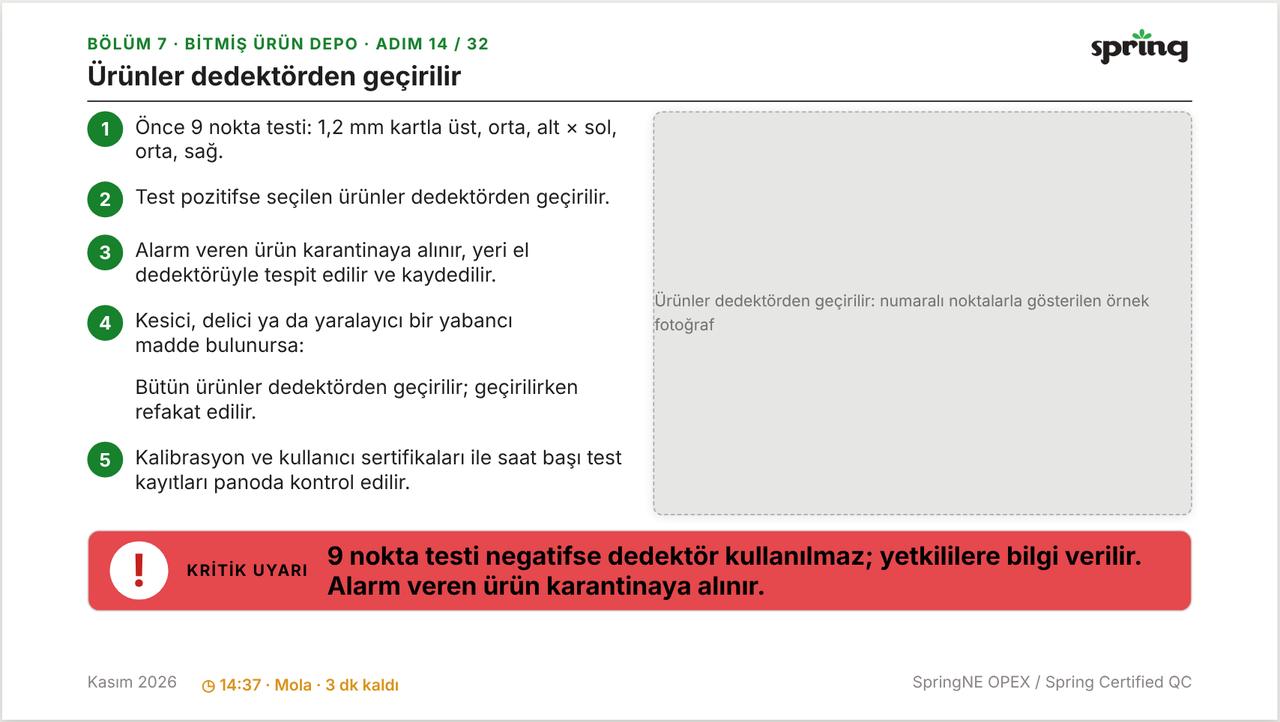 BÖLÜM 7 · BİTMİŞ ÜRÜN DEPO · ADIM 14 / 32
spring
Ürünler dedektörden geçirilir
1 Önce 9 nokta testi: 1,2 mm kartla üst, orta, alt × sol,
orta, sağ.
2 Test pozitifse seçilen ürünler dedektörden geçirilir.
3 Alarm veren ürün karantinaya alınır, yeri el
dedektörüyle tespit edilir ve kaydedilir.
4 Kesici, delici ya da yaralayıcı bir yabancı
madde bulunursa:
Bütün ürünler dedektörden geçirilir; geçirilirken
refakat edilir.
5 Kalibrasyon ve kullanıcı sertifikaları ile saat başı test
kayıtları panoda kontrol edilir.
Ürünler dedektörden geçirilir: numaralı noktalarla gösterilen örnek
fotoğraf
! KRİTİK UYARI
9 nokta testi negatifse dedektör kullanılmaz; yetkililere bilgi verilir.
Alarm veren ürün karantinaya alınır.
Kasım 2026
14:37 · Mola · 3 dk kaldı
SpringNE OPEX / Spring Certified QC